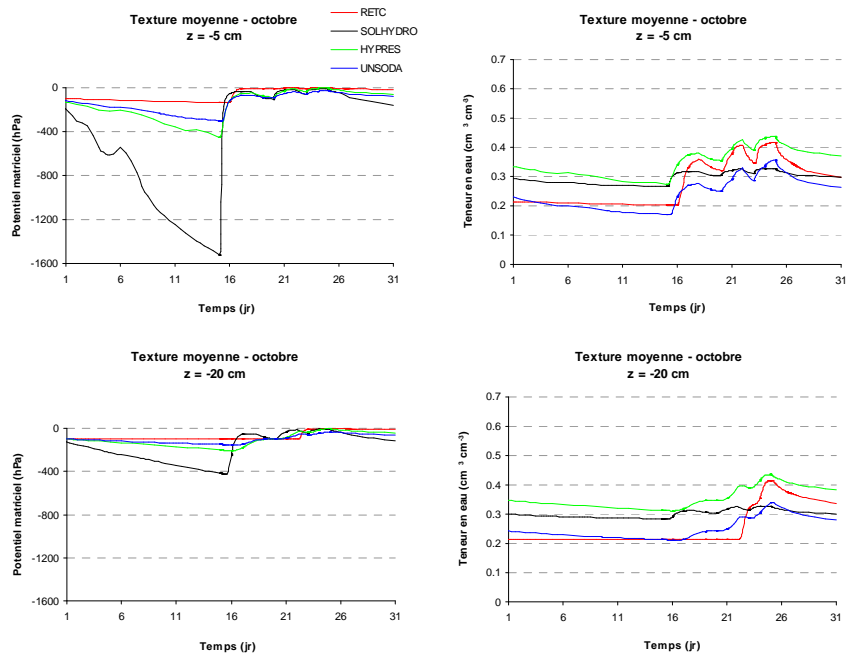 Texture moyenne - octobre
z = -5 cm
RETC
SOLHYDRO
HYPRES
UNSODA
Potentiel matriciel (hPa)
0
-400
-800
-1200
-1600
1 6 11 16 21 26 31
Temps (jr)
Texture moyenne - octobre
z = -5 cm
Teneur en eau (cm³ cm⁻³)
0.7
0.6
0.5
0.4
0.3
0.2
0.1
0
1 6 11 16 21 26 31
Temps (jr)
Texture moyenne - octobre
z = -20 cm
Potentiel matriciel (hPa)
0
-400
-800
-1200
-1600
1 6 11 16 21 26 31
Temps (jr)
Texture moyenne - octobre
z = -20 cm
Teneur en eau (cm³ cm⁻³)
0.7
0.6
0.5
0.4
0.3
0.2
0.1
0
1 6 11 16 21 26 31
Temps (jr)